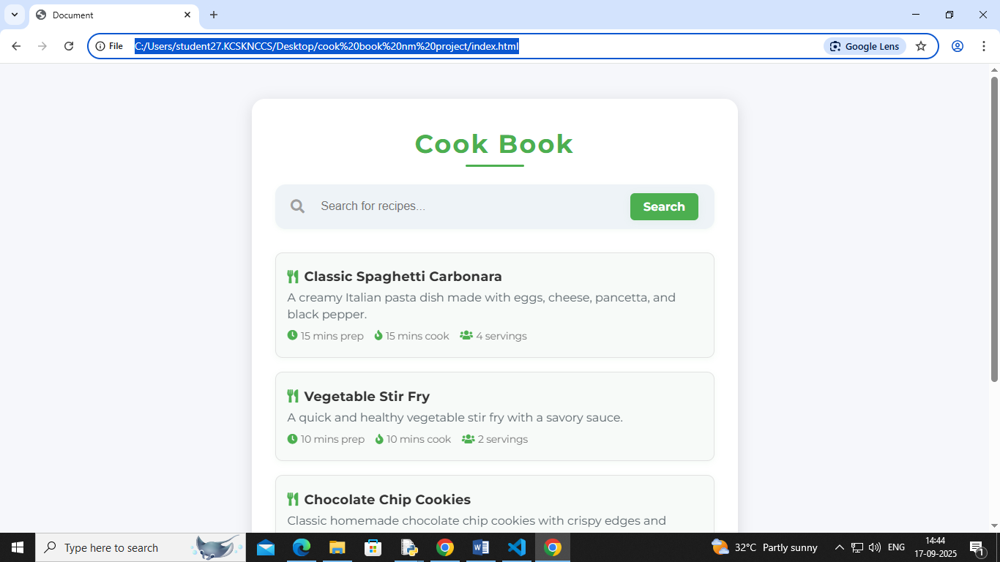 Document
File
C:/Users/student27.KCSKNCCS/Desktop/cook%20book%20nm%20project/index.html
Google Lens
Cook Book
Search for recipes...
Search
Classic Spaghetti Carbonara
A creamy Italian pasta dish made with eggs, cheese, pancetta, and
black pepper.
15 mins prep 15 mins cook 4 servings
Vegetable Stir Fry
A quick and healthy vegetable stir fry with a savory sauce.
10 mins prep 10 mins cook 2 servings
Chocolate Chip Cookies
Classic homemade chocolate chip cookies with crispy edges and
Type here to search
32°C Partly sunny
ENG
14:44
17-09-2025
1